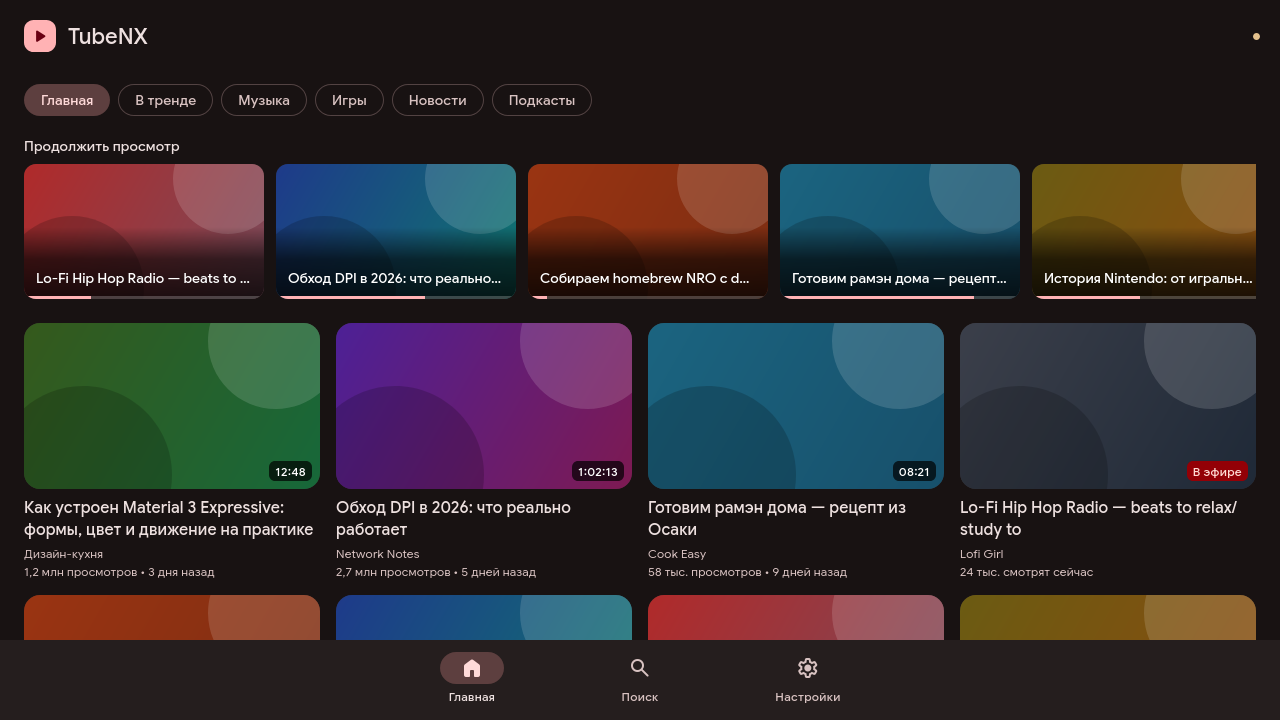 TubeNX
Главная
В тренде
Музыка
Игры
Новости
Подкасты
Продолжить просмотр
Lo-Fi Hip Hop Radio — beats to ...
Обход DPI в 2026: что реально...
Собираем homebrew NRO с d...
Готовим рамэн дома — рецепт...
История Nintendo: от игральн...
12:48
1:02:13
08:21
В эфире
Как устроен Material 3 Expressive:
формы, цвет и движение на практике
Дизайн-кухня
1,2 млн просмотров • 3 дня назад
Обход DPI в 2026: что реально
работает
Network Notes
2,7 млн просмотров • 5 дней назад
Готовим рамэн дома — рецепт из
Осаки
Cook Easy
58 тыс. просмотров • 9 дней назад
Lo-Fi Hip Hop Radio — beats to relax/
study to
Lofi Girl
24 тыс. смотрят сейчас
Главная
Поиск
Настройки